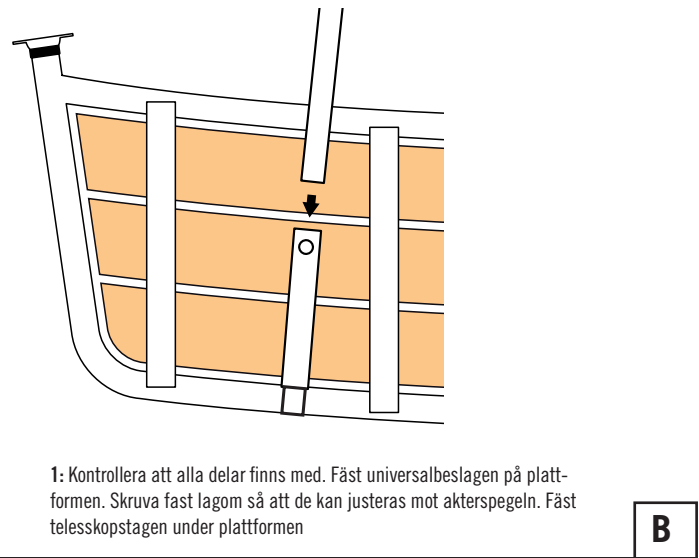 1: Kontrollera att alla delar finns med. Fäst universalbeslagen på platt-
formen. Skruva fast lagom så att de kan justeras mot akterspegeln. Fäst
telesskopstagen under plattformen
B